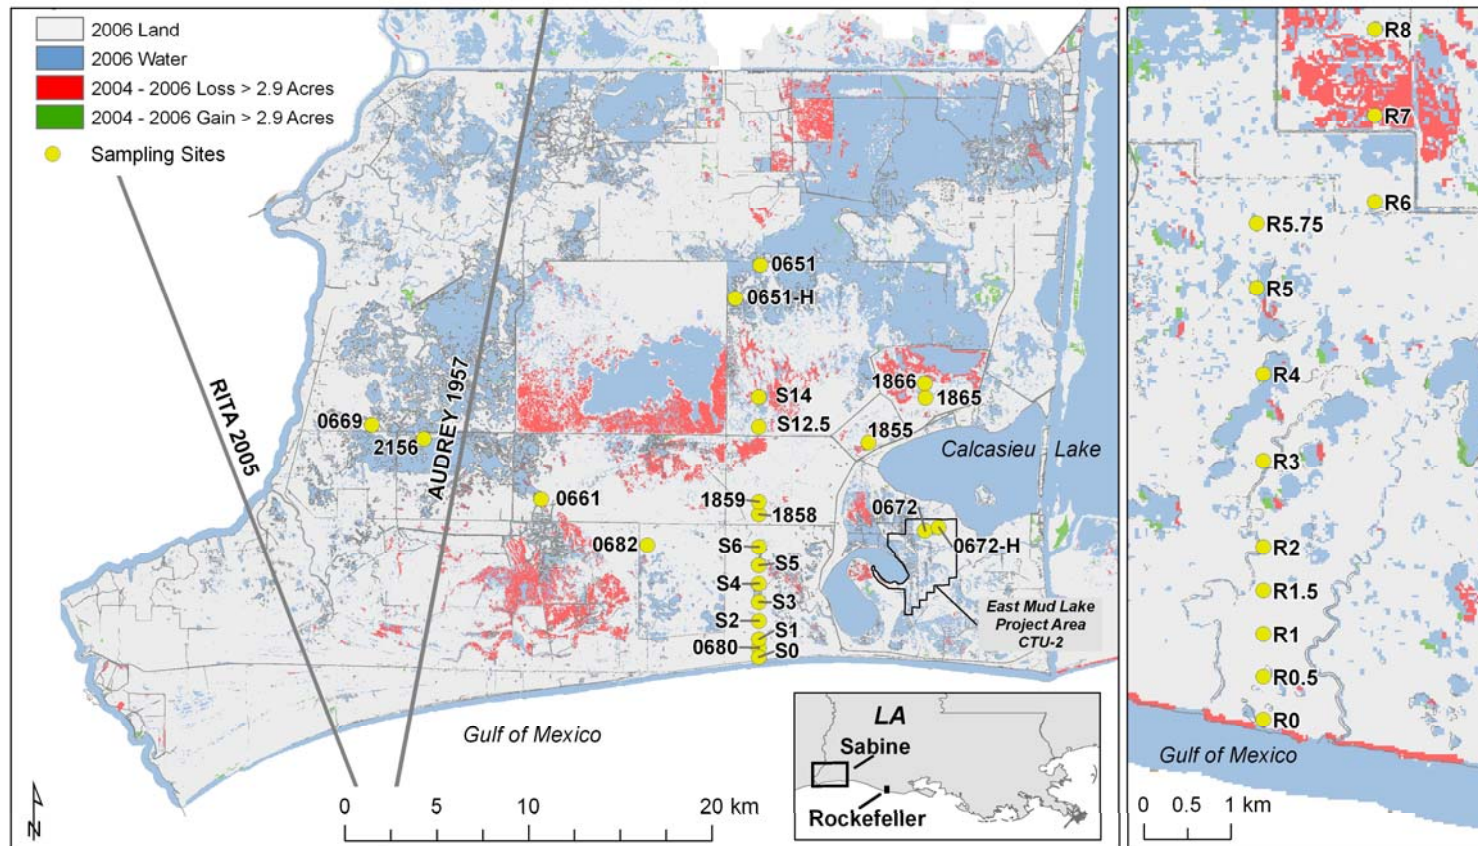 2006 Land
2006 Water
2004 - 2006 Loss > 2.9 Acres
2004 - 2006 Gain > 2.9 Acres
Sampling Sites
RITA 2005
AUDREY 1957
0651
0651-H
S14
S12.5
1866
1865
1855
Calcasieu Lake
0669
2156
0661
1859
1858
0672
0672-H
0682
S6
S5
S4
S3
S2
S1
0680
S0
East Mud Lake
Project Area
CTU-2
Gulf of Mexico
LA
Sabine
Rockefeller
N
0 5 10 20 km
R8
R7
R6
R5.75
R5
R4
R3
R2
R1.5
R1
R0.5
R0
Gulf of Mexico
0 0.5 1 km